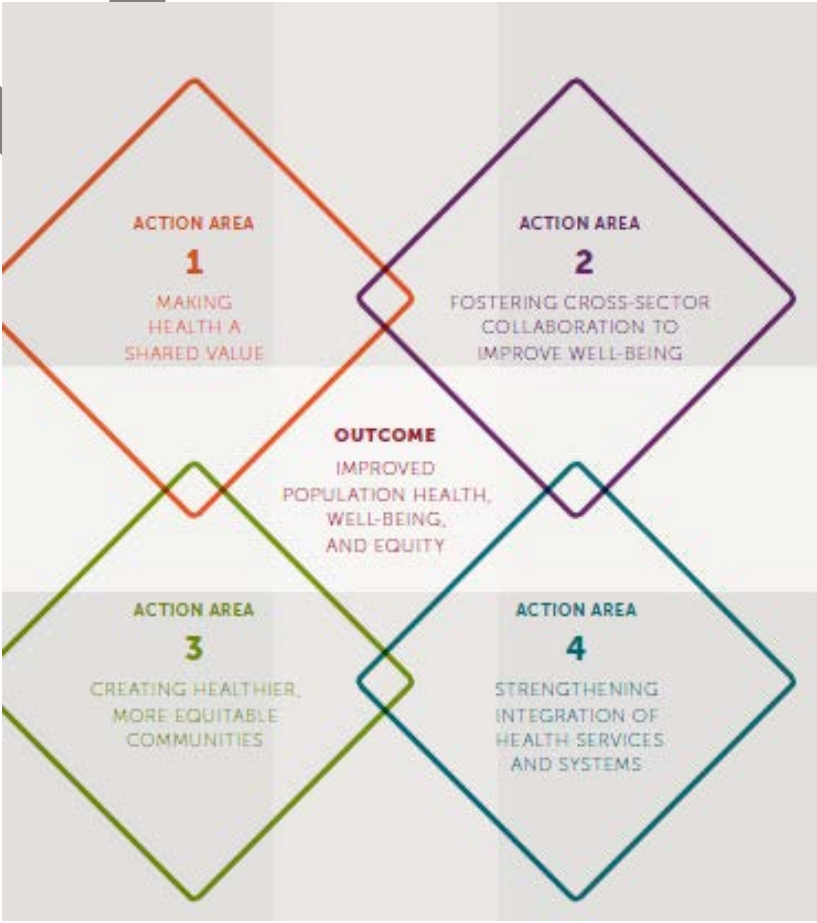 ACTION AREA
1
MAKING
HEALTH A
SHARED VALUE
ACTION AREA
2
FOSTERING CROSS-SECTOR
COLLABORATION TO
IMPROVE WELL-BEING
OUTCOME
IMPROVED
POPULATION HEALTH,
WELL-BEING,
AND EQUITY
ACTION AREA
3
CREATING HEALTHIER,
MORE EQUITABLE
COMMUNITIES
ACTION AREA
4
STRENGTHENING
INTEGRATION OF
HEALTH SERVICES
AND SYSTEMS